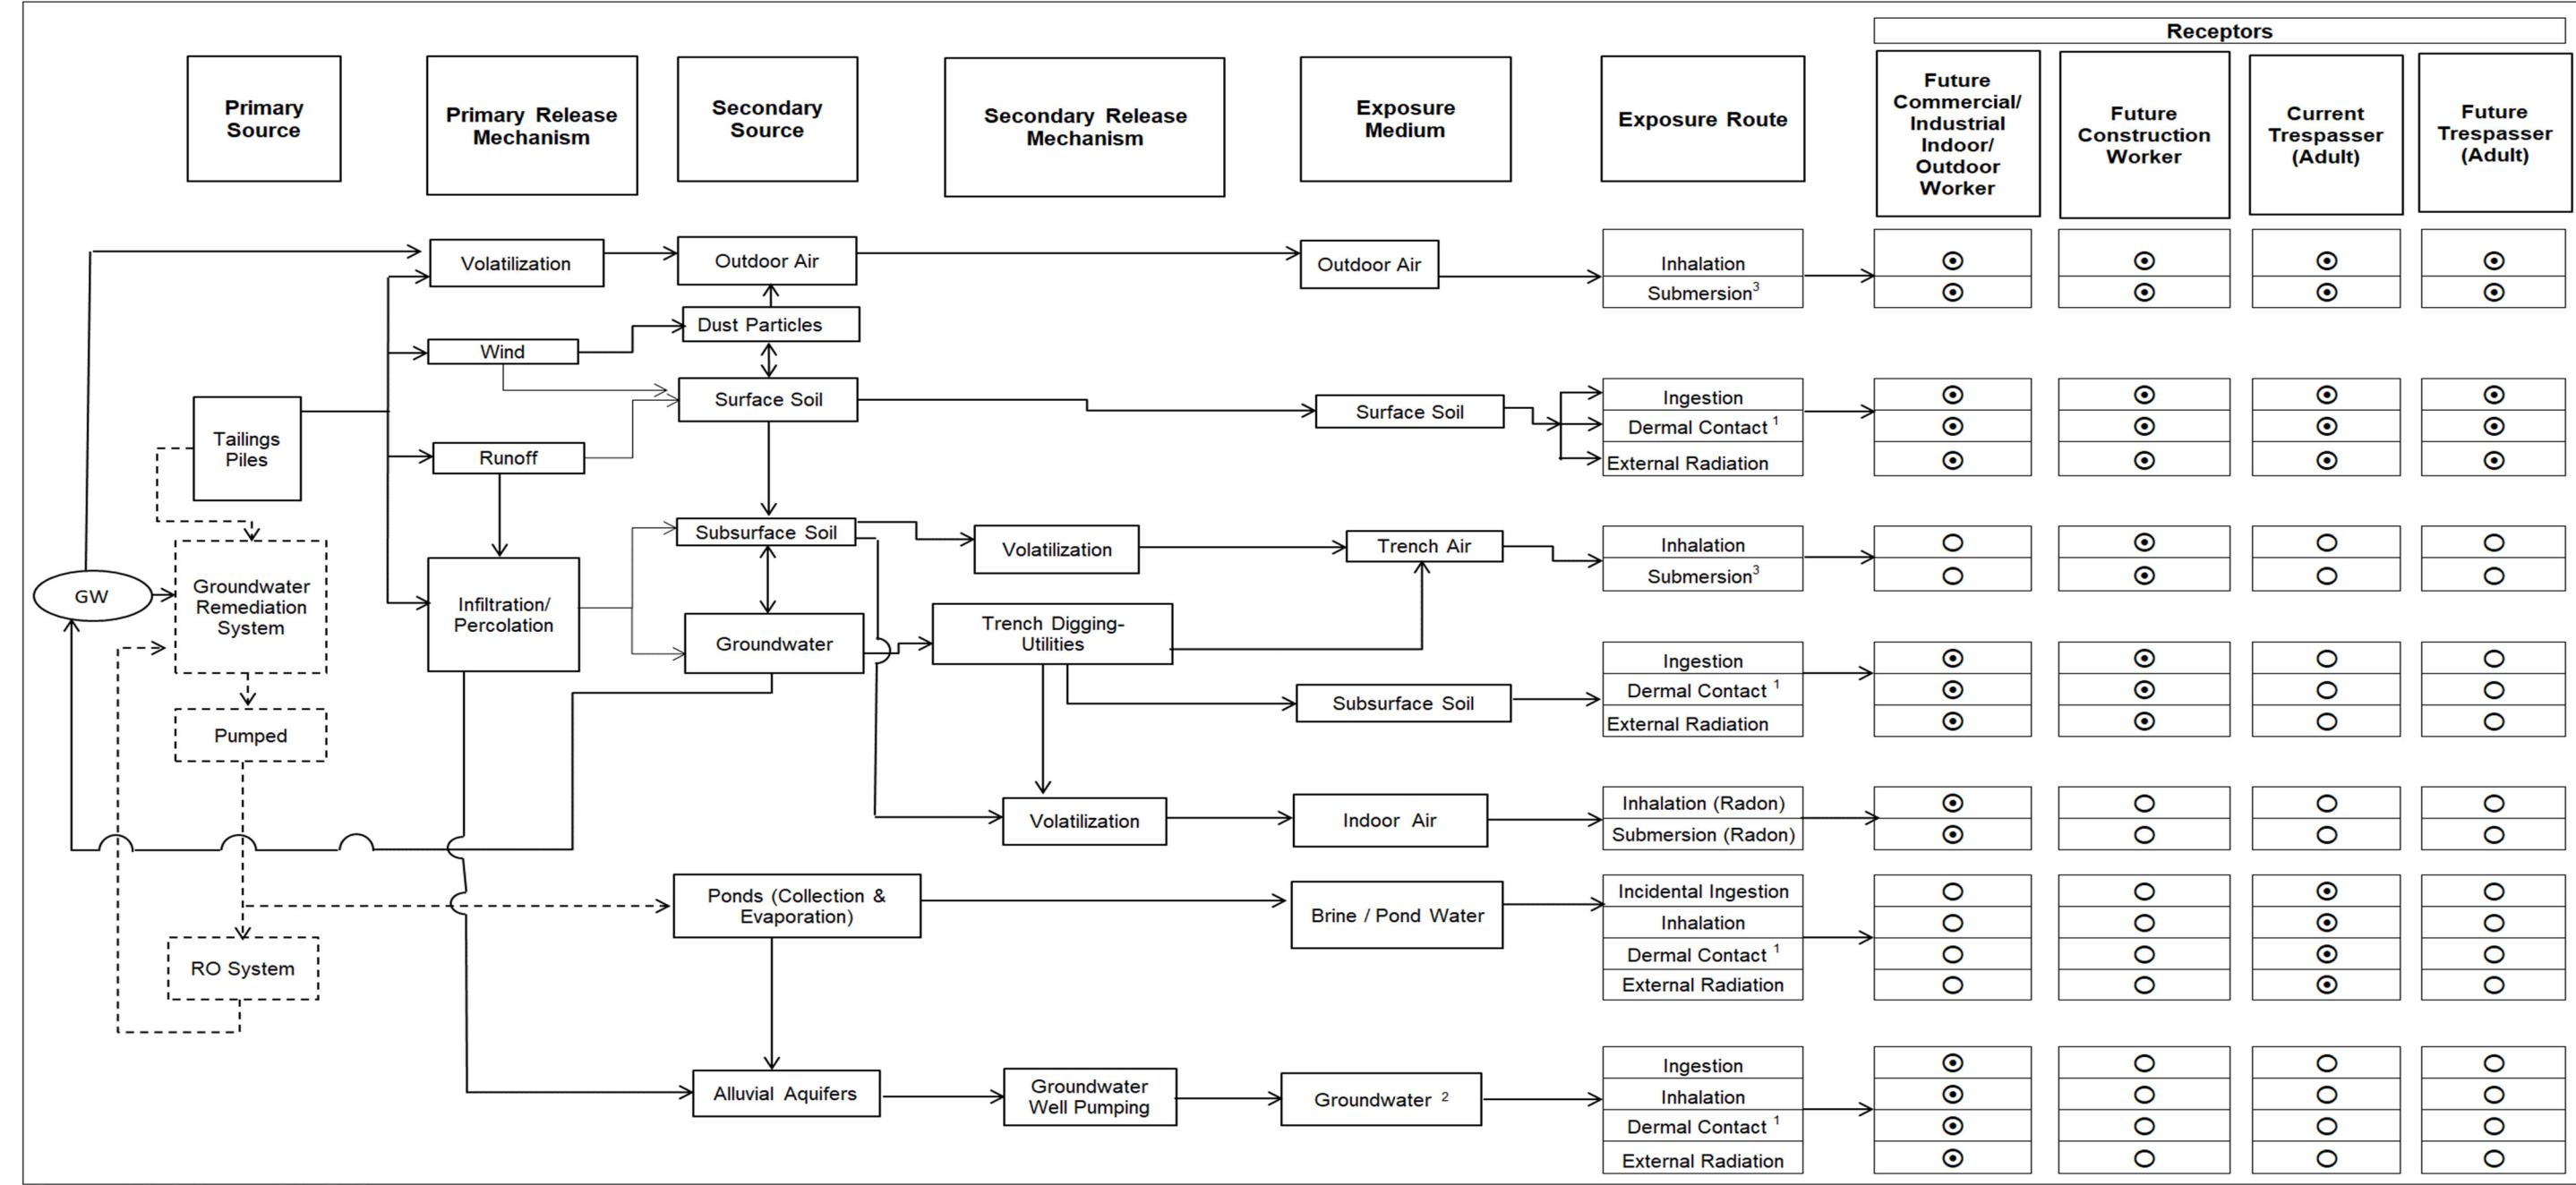 Receptors
Primary
Source
Primary Release
Mechanism
Secondary
Source
Secondary Release
Mechanism
Exposure
Medium
Exposure Route
Future
Commercial/
Industrial
Indoor/
Outdoor
Worker
Future
Construction
Worker
Current
Trespasser
(Adult)
Future
Trespasser
(Adult)
Volatilization
Outdoor Air
Outdoor Air
Inhalation
Submersion3
Dust Particles
Wind
Surface Soil
Surface Soil
Ingestion
Dermal Contact 1
External Radiation
Tailings
Piles
Runoff
Subsurface Soil
Volatilization
Trench Air
Inhalation
Submersion3
GW
Groundwater
Remediation
System
Infiltration/
Percolation
Groundwater
Trench Digging-
Utilities
Subsurface Soil
Ingestion
Dermal Contact 1
External Radiation
Pumped
Volatilization
Indoor Air
Inhalation (Radon)
Submersion (Radon)
Ponds (Collection &
Evaporation)
Brine / Pond Water
Incidental Ingestion
Inhalation
Dermal Contact 1
External Radiation
RO System
Alluvial Aquifers
Groundwater
Well Pumping
Groundwater 2
Ingestion
Inhalation
Dermal Contact 1
External Radiation